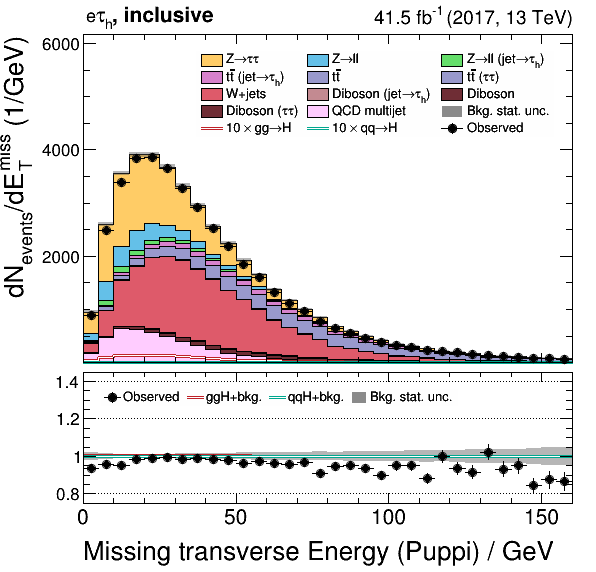 eτh, inclusive 41.5 fb⁻¹ (2017, 13 TeV)
dNevents/dETmiss (1/GeV)
6000
4000
2000
Z→ττ Z→ll Z→ll (jet→τh)
tt̄ (jet→τh) tt̄ tt̄ (ττ)
W+jets Diboson (jet→τh) Diboson
Diboson (ττ) QCD multijet Bkg. stat. unc.
10 × gg→H 10 × qq→H Observed
1.4
1.2
1
0.8
Observed ggH+bkg. qqH+bkg. Bkg. stat. unc.
0 50 100 150
Missing transverse Energy (Puppi) / GeV